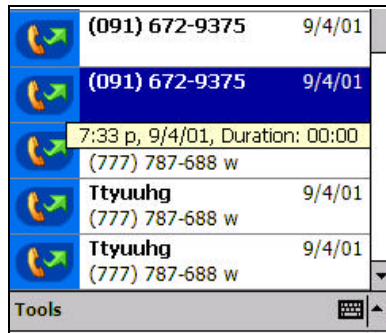 (091) 672-9375 9/4/01
(091) 672-9375 9/4/01
7:33 p, 9/4/01, Duration: 00:00
(777) 787-688 w
Ttyuuhg 9/4/01
(777) 787-688 w
Ttyuuhg 9/4/01
(777) 787-688 w
Tools